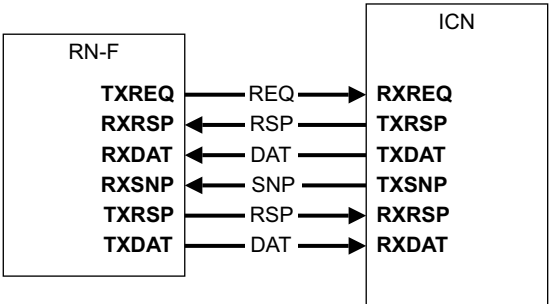 ICN
RN-F
TXREQ REQ RXREQ
RXRSP RSP TXRSP
RXDAT DAT TXDAT
RXSNP SNP TXSNP
TXRSP RSP RXRSP
TXDAT DAT RXDAT